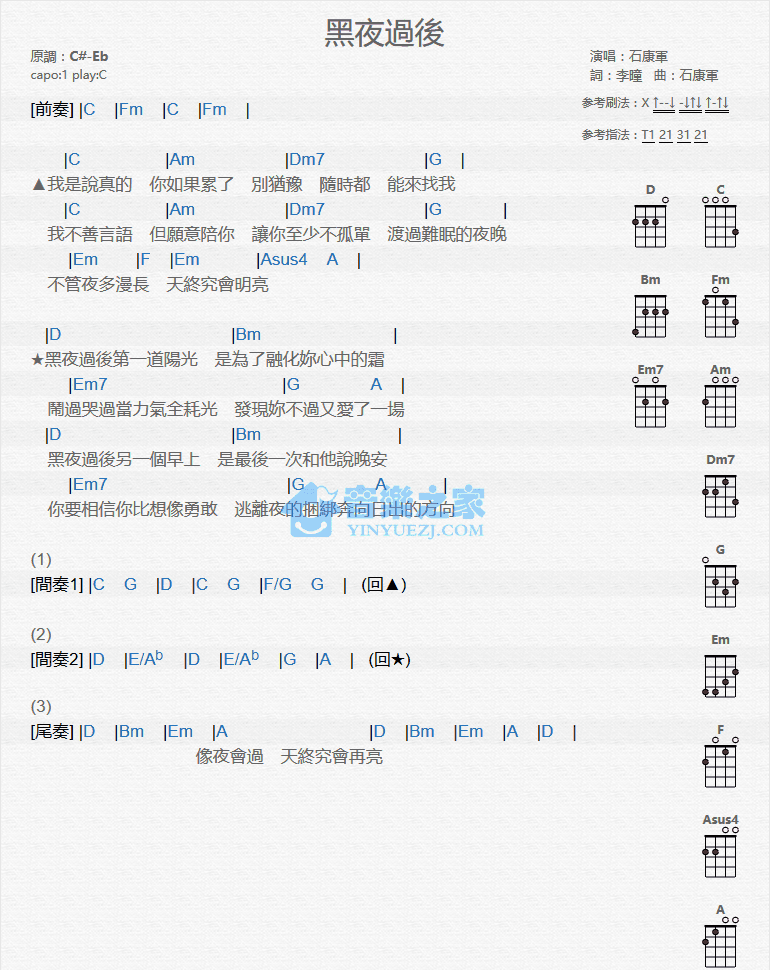 黑夜過後
原調：C#-Eb
capo:1 play:C
演唱：石康軍
詞：李瞳 曲：石康軍
參考刷法：X ↑--↓ -↓↑↓ ↑-↑↓
參考指法：T1 21 31 21
[前奏] |C |Fm |C |Fm |
|C |Am |Dm7 |G |
▲我是說真的 你如果累了 別猶豫 隨時都 能來找我
|C |Am |Dm7 |G |
我不善言語 但願意陪你 讓你至少不孤單 渡過難眠的夜晚
|Em |F |Em |Asus4 A |
不管夜多漫長 天終究會明亮
|D |Bm |
★黑夜過後第一道陽光 是為了融化妳心中的霜
|Em7 |G A |
鬧過哭過當力氣全耗光 發現妳不過又愛了一場
|D |Bm |
黑夜過後另一個早上 是最後一次和他說晚安
|Em7 |G A |
你要相信你比想像勇敢 逃離夜的捆綁奔向日出的方向
音樂之家
YINYUEZJ.COM
(1)
[間奏1] |C G |D |C G |F/G G | (回▲)
(2)
[間奏2] |D |E/Ab |D |E/Ab |G |A | (回★)
(3)
[尾奏] |D |Bm |Em |A |D |Bm |Em |A |D |
像夜會過 天終究會再亮
D C
Bm Fm
Em7 Am
Dm7
G
Em
F
Asus4
A